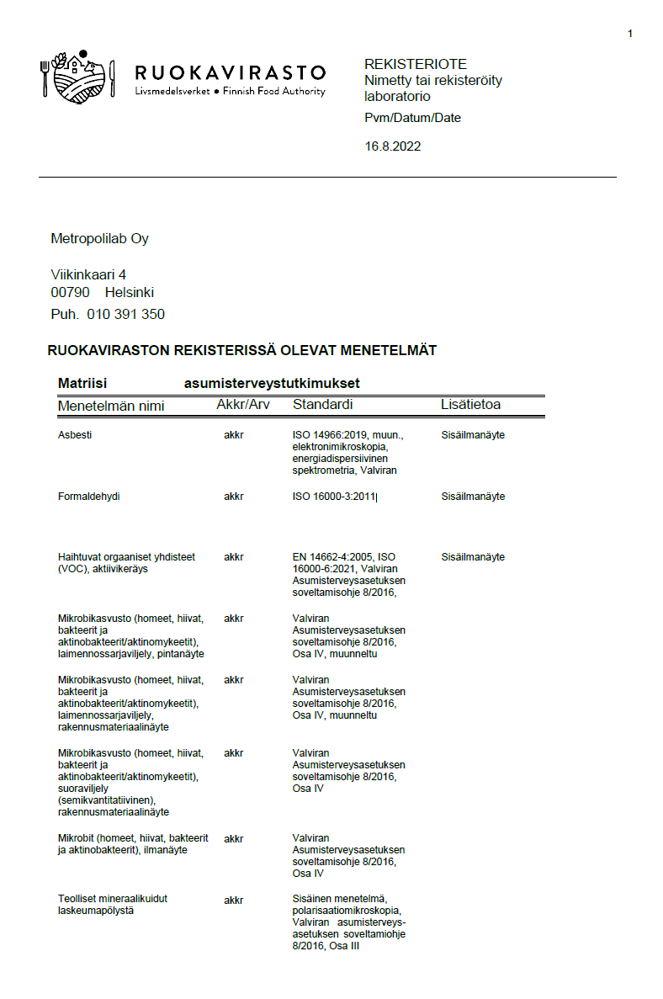 1
RUOKAVIRASTO
Livsmedelsverket • Finnish Food Authority
REKISTERIOTE
Nimetty tai rekisteröity
laboratorio
Pvm/Datum/Date
16.8.2022
Metropolilab Oy
Viikinkaari 4
00790 Helsinki
Puh. 010 391 350
RUOKAVIRASTON REKISTERISSÄ OLEVAT MENETELMÄT
Matriisi asumisterveystutkimukset
Menetelmän nimi Akkr/Arv Standardi Lisätietoa
Asbesti akkr ISO 14966:2019, muun., Sisäilmanäyte
elektronimikroskopia,
energiadispersiivinen
spektrometria, Valviran
Formaldehydi akkr ISO 16000-3:2011 Sisäilmanäyte
Haihtuvat orgaaniset yhdisteet akkr EN 14662-4:2005, ISO Sisäilmanäyte
(VOC), aktiivikeräys 16000-6:2021, Valviran
Asumisterveysasetuksen
soveltamisohje 8/2016,
Mikrobikasvusto (homeet, hiivat, akkr Valviran
bakteerit ja Asumisterveysasetuksen
aktinobakteerit/aktinomykeetit), soveltamisohje 8/2016,
laimennossarjaviljely, pintanäyte Osa IV, muunneltu
Mikrobikasvusto (homeet, hiivat, akkr Valviran
bakteerit ja Asumisterveysasetuksen
aktinobakteerit/aktinomykeetit), soveltamisohje 8/2016,
laimennossarjaviljely, Osa IV, muunneltu
rakennusmateriaalinäyte
Mikrobikasvusto (homeet, hiivat, akkr Valviran
bakteerit ja Asumisterveysasetuksen
aktinobakteerit/aktinomykeetit), soveltamisohje 8/2016,
suoraviljely Osa IV
(semikvantitatiivinen),
rakennusmateriaalinäyte
Mikrobit (homeet, hiivat, bakteerit akkr Valviran
ja aktinobakteerit), ilmanäyte Asumisterveysasetuksen
soveltamisohje 8/2016,
Osa IV
Teolliset mineraalikuidut akkr Sisäinen menetelmä,
laskeumapölystä polarisaatiomikroskopia,
Valviran asumisterveys-
asetuksen soveltamiohje
8/2016, Osa III